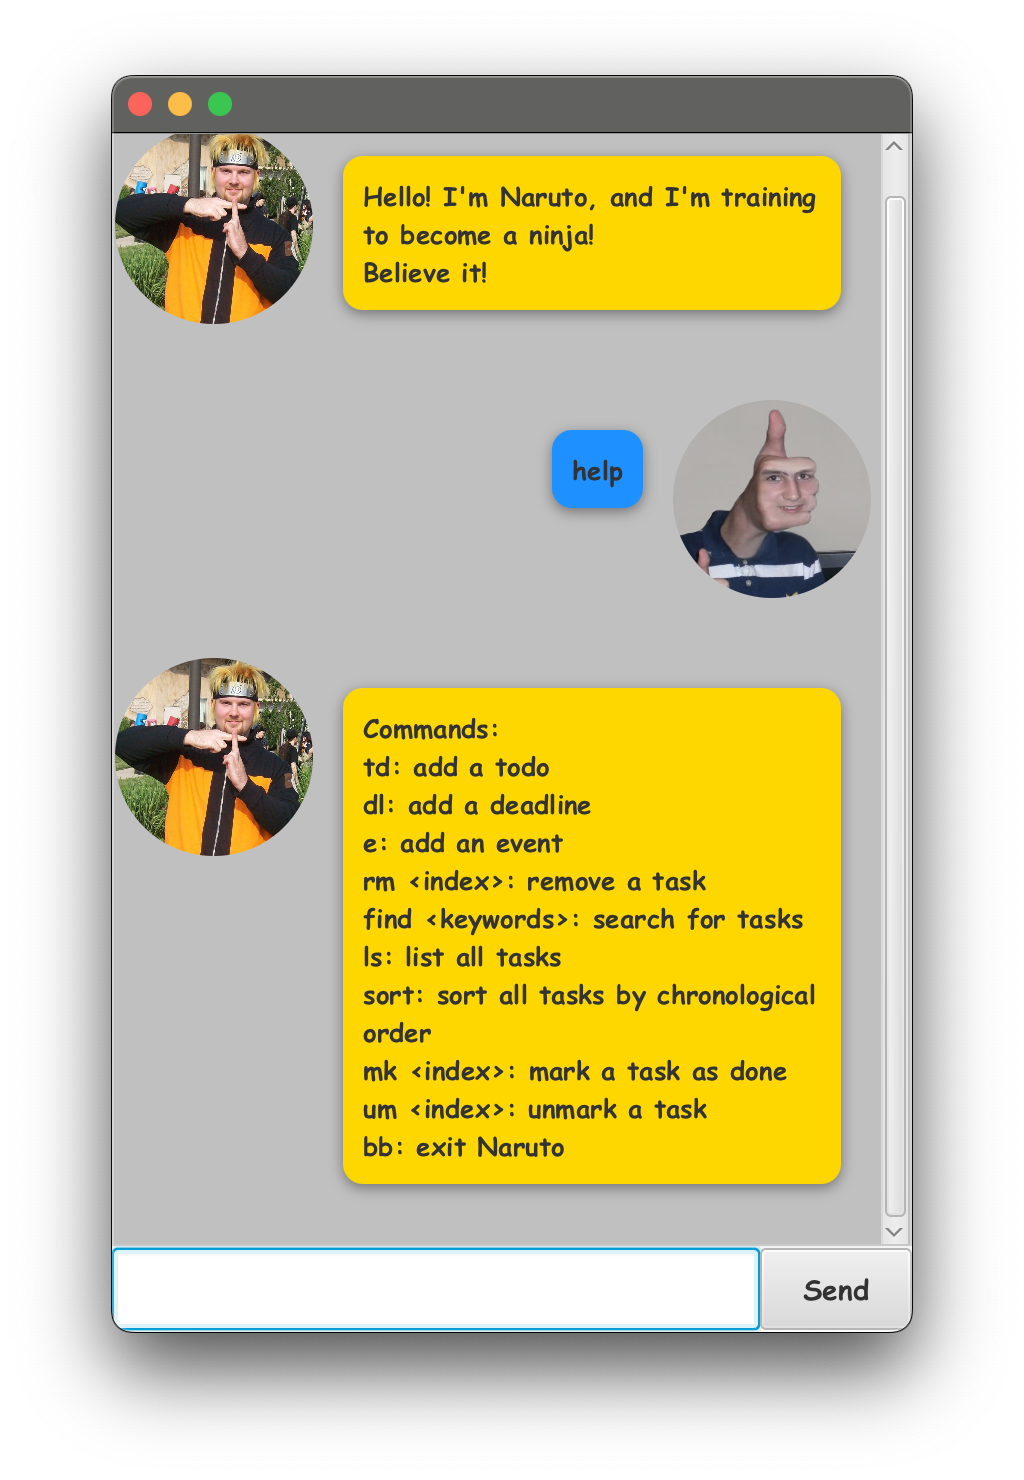 Hello! I'm Naruto, and I'm training
to become a ninja!
Believe it!
help
Commands:
td: add a todo
dl: add a deadline
e: add an event
rm <index>: remove a task
find <keywords>: search for tasks
ls: list all tasks
sort: sort all tasks by chronological
order
mk <index>: mark a task as done
um <index>: unmark a task
bb: exit Naruto
Send